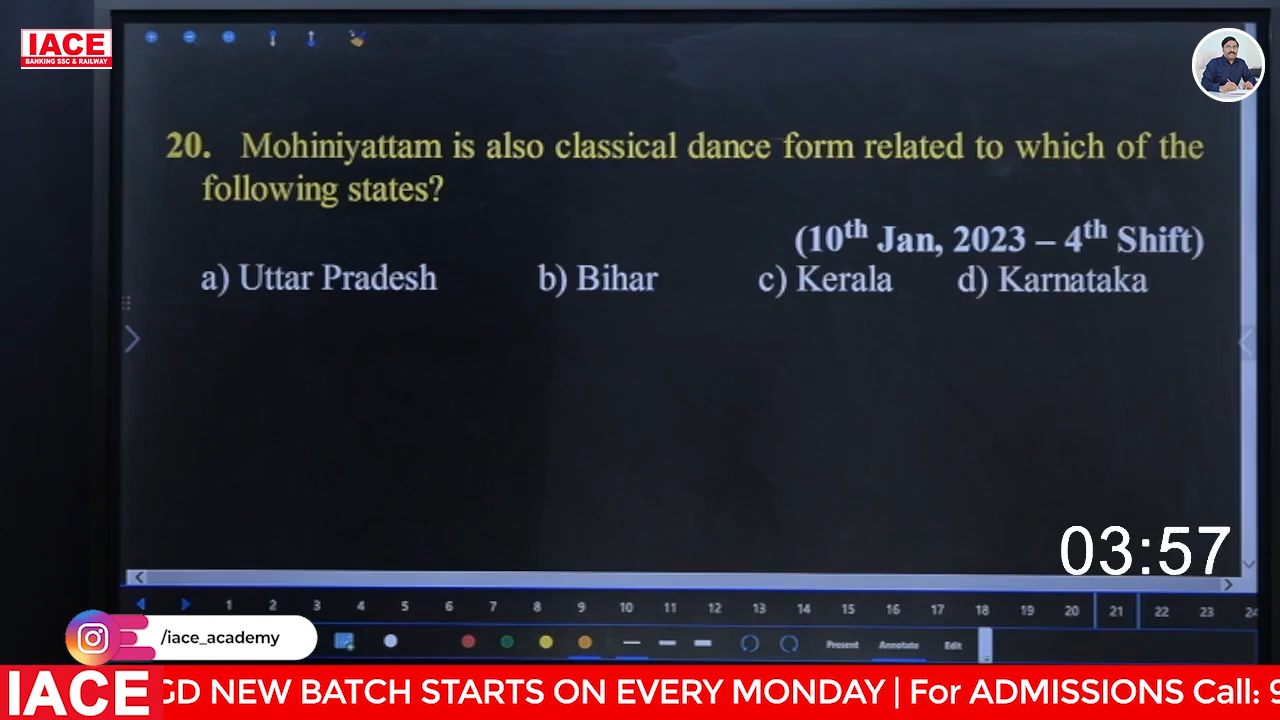 IACE
BANKING SSC & RAILWAY
20. Mohiniyattam is also classical dance form related to which of the
following states?
(10th Jan, 2023 – 4th Shift)
a) Uttar Pradesh b) Bihar c) Kerala d) Karnataka
03:57
1 2 3 4 5 6 7 8 9 10 11 12 13 14 15 16 17 18 19 20 21 22 23 24
/iace_academy
Present Annotate Edit
IACE GD NEW BATCH STARTS ON EVERY MONDAY | For ADMISSIONS Call: 9